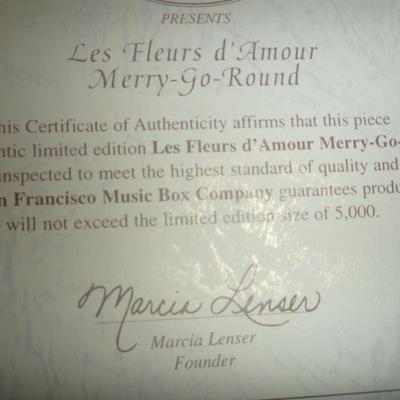 PRESENTS
Les Fleurs d'Amour
Merry-Go-Round
his Certificate of Authenticity affirms that this piece
ntic limited edition Les Fleurs d'Amour Merry-Go-
inspected to meet the highest standard of quality and
n Francisco Music Box Company guarantees produ
will not exceed the limited edition size of 5,000.
Marcia Lenser
Marcia Lenser
Founder